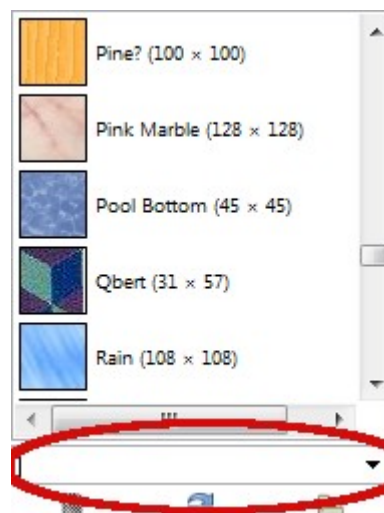 Pine? (100 × 100)
Pink Marble (128 × 128)
Pool Bottom (45 × 45)
Qbert (31 × 57)
Rain (108 × 108)